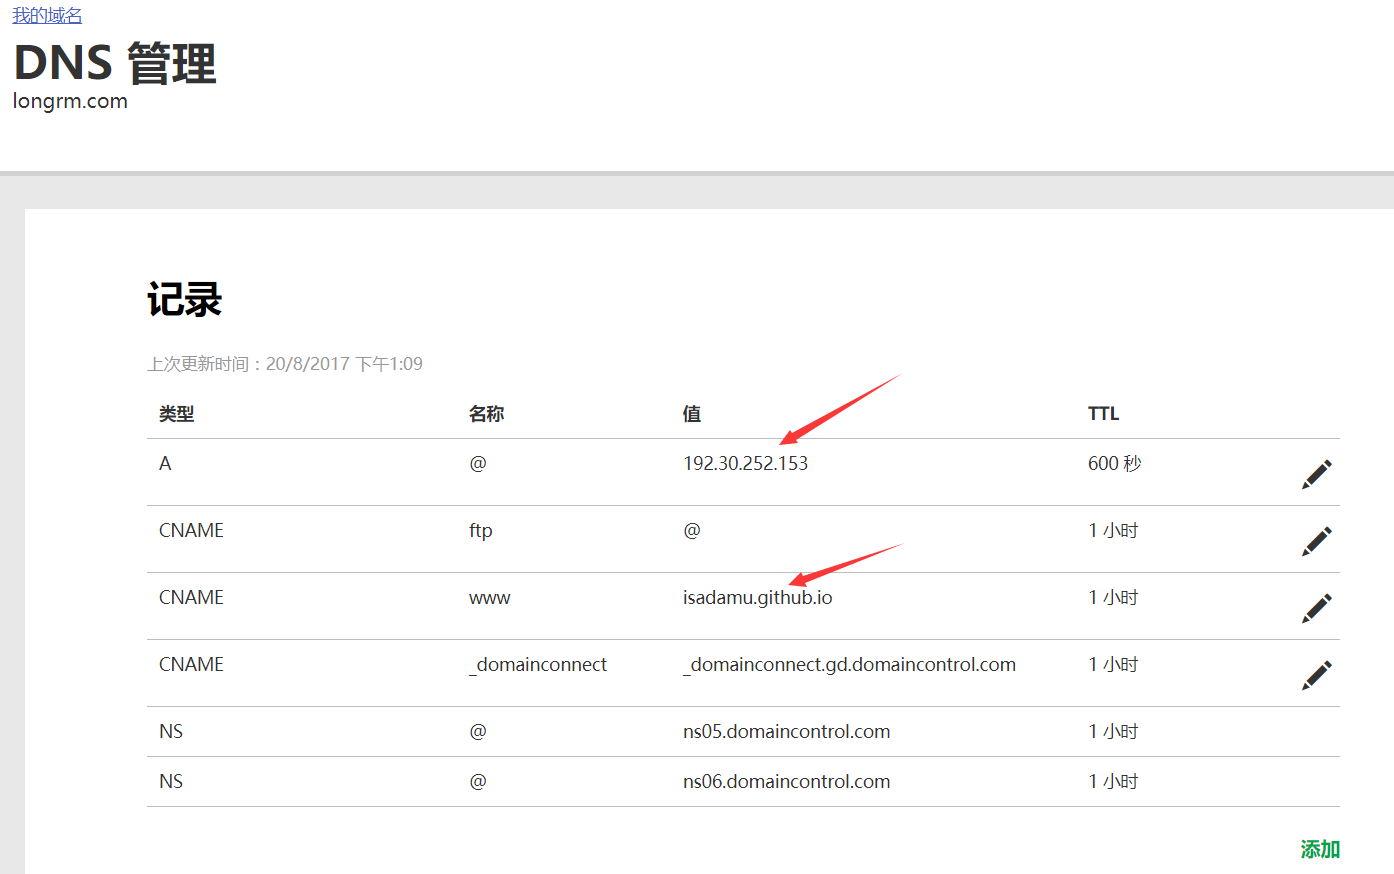 我的域名
DNS 管理
longrm.com
记录
上次更新时间：20/8/2017 下午1:09
类型 名称 值 TTL
A @ 192.30.252.153 600 秒
CNAME ftp @ 1 小时
CNAME www isadamu.github.io 1 小时
CNAME _domainconnect _domainconnect.gd.domaincontrol.com 1 小时
NS @ ns05.domaincontrol.com 1 小时
NS @ ns06.domaincontrol.com 1 小时
添加